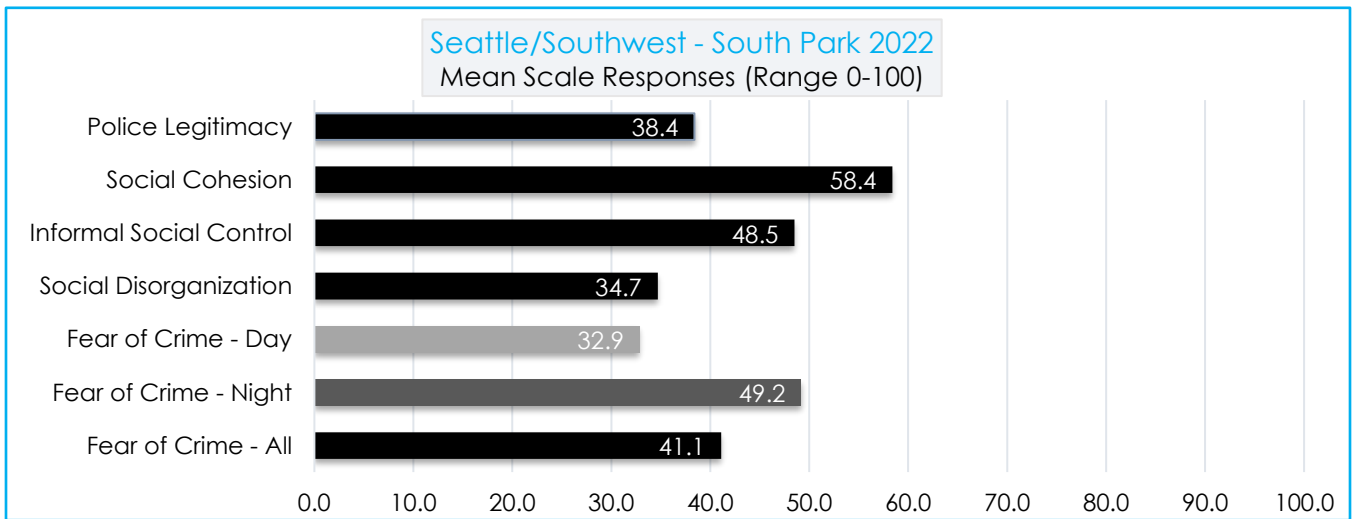 Seattle/Southwest - South Park 2022
Mean Scale Responses (Range 0-100)
Police Legitimacy 38.4
Social Cohesion 58.4
Informal Social Control 48.5
Social Disorganization 34.7
Fear of Crime - Day 32.9
Fear of Crime - Night 49.2
Fear of Crime - All 41.1
0.0 10.0 20.0 30.0 40.0 50.0 60.0 70.0 80.0 90.0 100.0